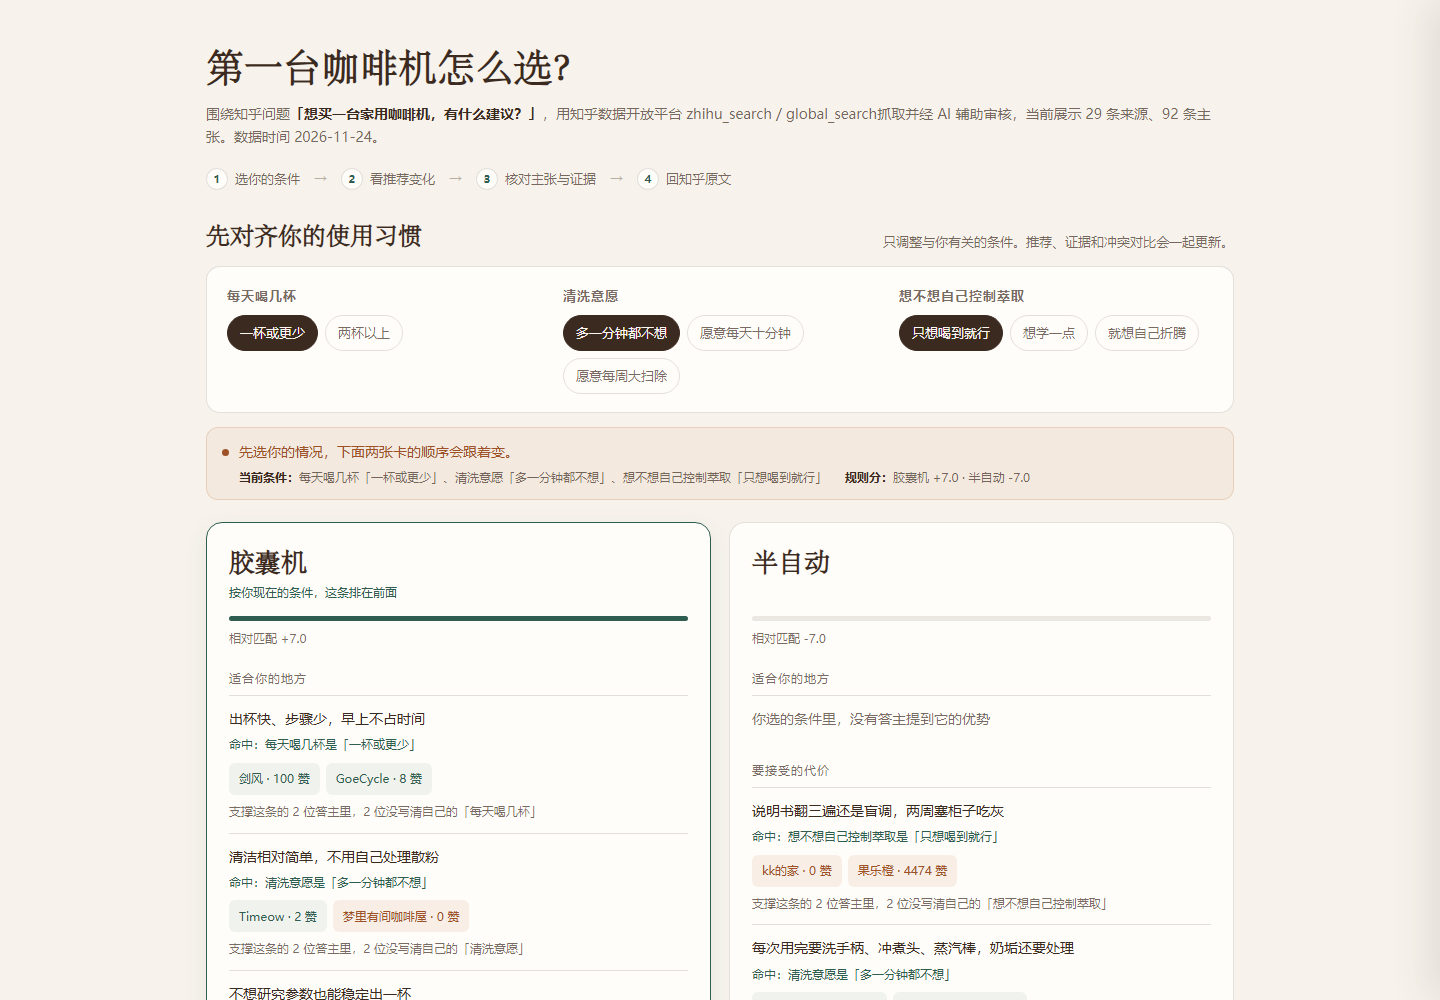 第一台咖啡机怎么选?
围绕知乎问题「想买一台家用咖啡机，有什么建议？」，用知乎数据开放平台 zhihu_search / global_search抓取并经 AI 辅助审核，当前展示 29 条来源、92 条主
张。数据时间 2026-11-24。
1 选你的条件 → 2 看推荐变化 → 3 核对主张与证据 → 4 回知乎原文
先对齐你的使用习惯
只调整与你有关的条件。推荐、证据和冲突对比会一起更新。
每天喝几杯
一杯或更少 两杯以上
清洗意愿
多一分钟都不想 愿意每天十分钟
愿意每周大扫除
想不想自己控制萃取
只想喝到就行 想学一点 就想自己折腾
先选你的情况，下面两张卡的顺序会跟着变。
当前条件：每天喝几杯「一杯或更少」、清洗意愿「多一分钟都不想」、想不想自己控制萃取「只想喝到就行」 规则分：胶囊机 +7.0 · 半自动 -7.0
胶囊机
按你现在的条件，这条排在前面
相对匹配 +7.0
适合你的地方
出杯快、步骤少，早上不占时间
命中：每天喝几杯是「一杯或更少」
剑风 · 100 赞 GoeCycle · 8 赞
支撑这条的 2 位答主里，2 位没写清自己的「每天喝几杯」
清洁相对简单，不用自己处理散粉
命中：清洗意愿是「多一分钟都不想」
Timeow · 2 赞 梦里有间咖啡屋 · 0 赞
支撑这条的 2 位答主里，2 位没写清自己的「清洗意愿」
不想研究参数也能稳定出一杯
半自动
相对匹配 -7.0
适合你的地方
你选的条件里，没有答主提到它的优势
要接受的代价
说明书翻三遍还是盲调，两周塞柜子吃灰
命中：想不想自己控制萃取是「只想喝到就行」
kk的家 · 0 赞 果乐橙 · 4474 赞
支撑这条的 2 位答主里，2 位没写清自己的「想不想自己控制萃取」
每次用完要洗手柄、冲煮头、蒸汽棒，奶垢还要处理
命中：清洗意愿是「多一分钟都不想」